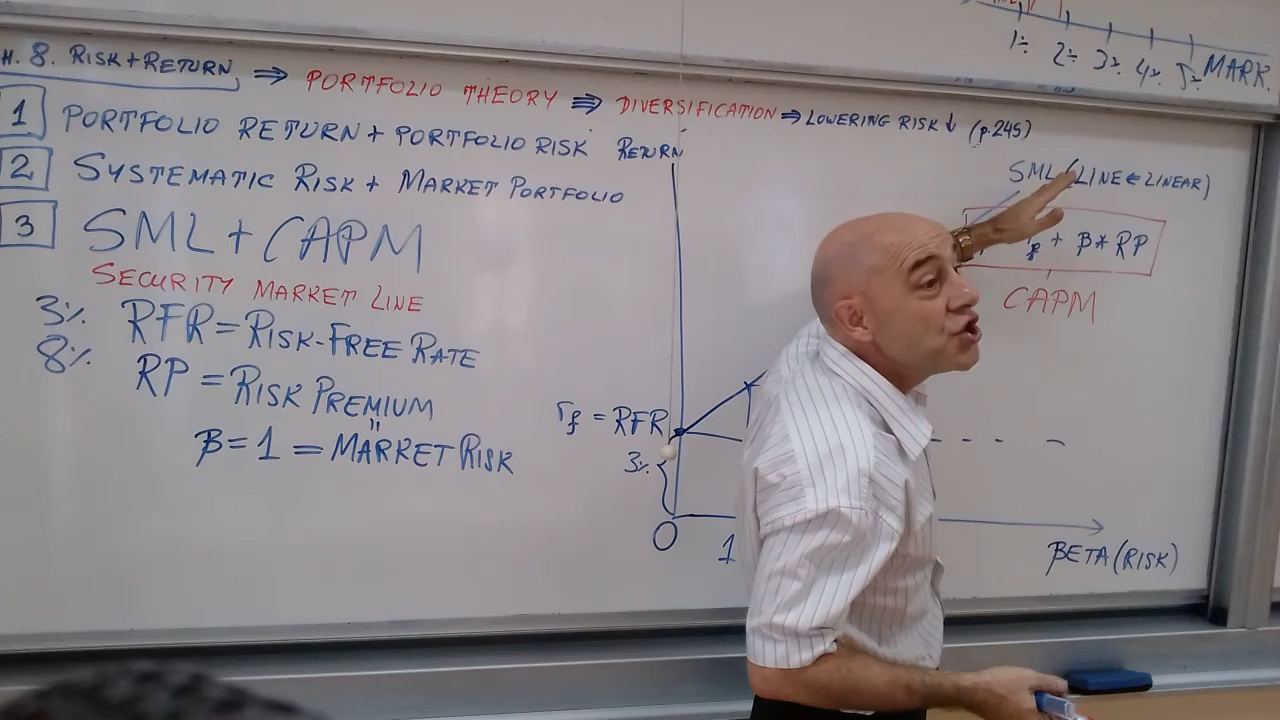 1% 2% 3% 4% 5% MARK.
H. 8. RISK+RETURN ⇒ PORTFOLIO THEORY ⇒ DIVERSIFICATION ⇒ LOWERING RISK ↓ (p.245)
1 PORTFOLIO RETURN + PORTFOLIO RISK
2 SYSTEMATIC RISK + MARKET PORTFOLIO
3 SML + CAPM
SECURITY MARKET LINE
3% RFR = RISK-FREE RATE
8% RP = RISK PREMIUM
"
β = 1 = MARKET RISK
RETURN
SML (LINE ← LINEAR)
f + β * RP
CAPM
rf = RFR
3%
0
1
BETA (RISK)